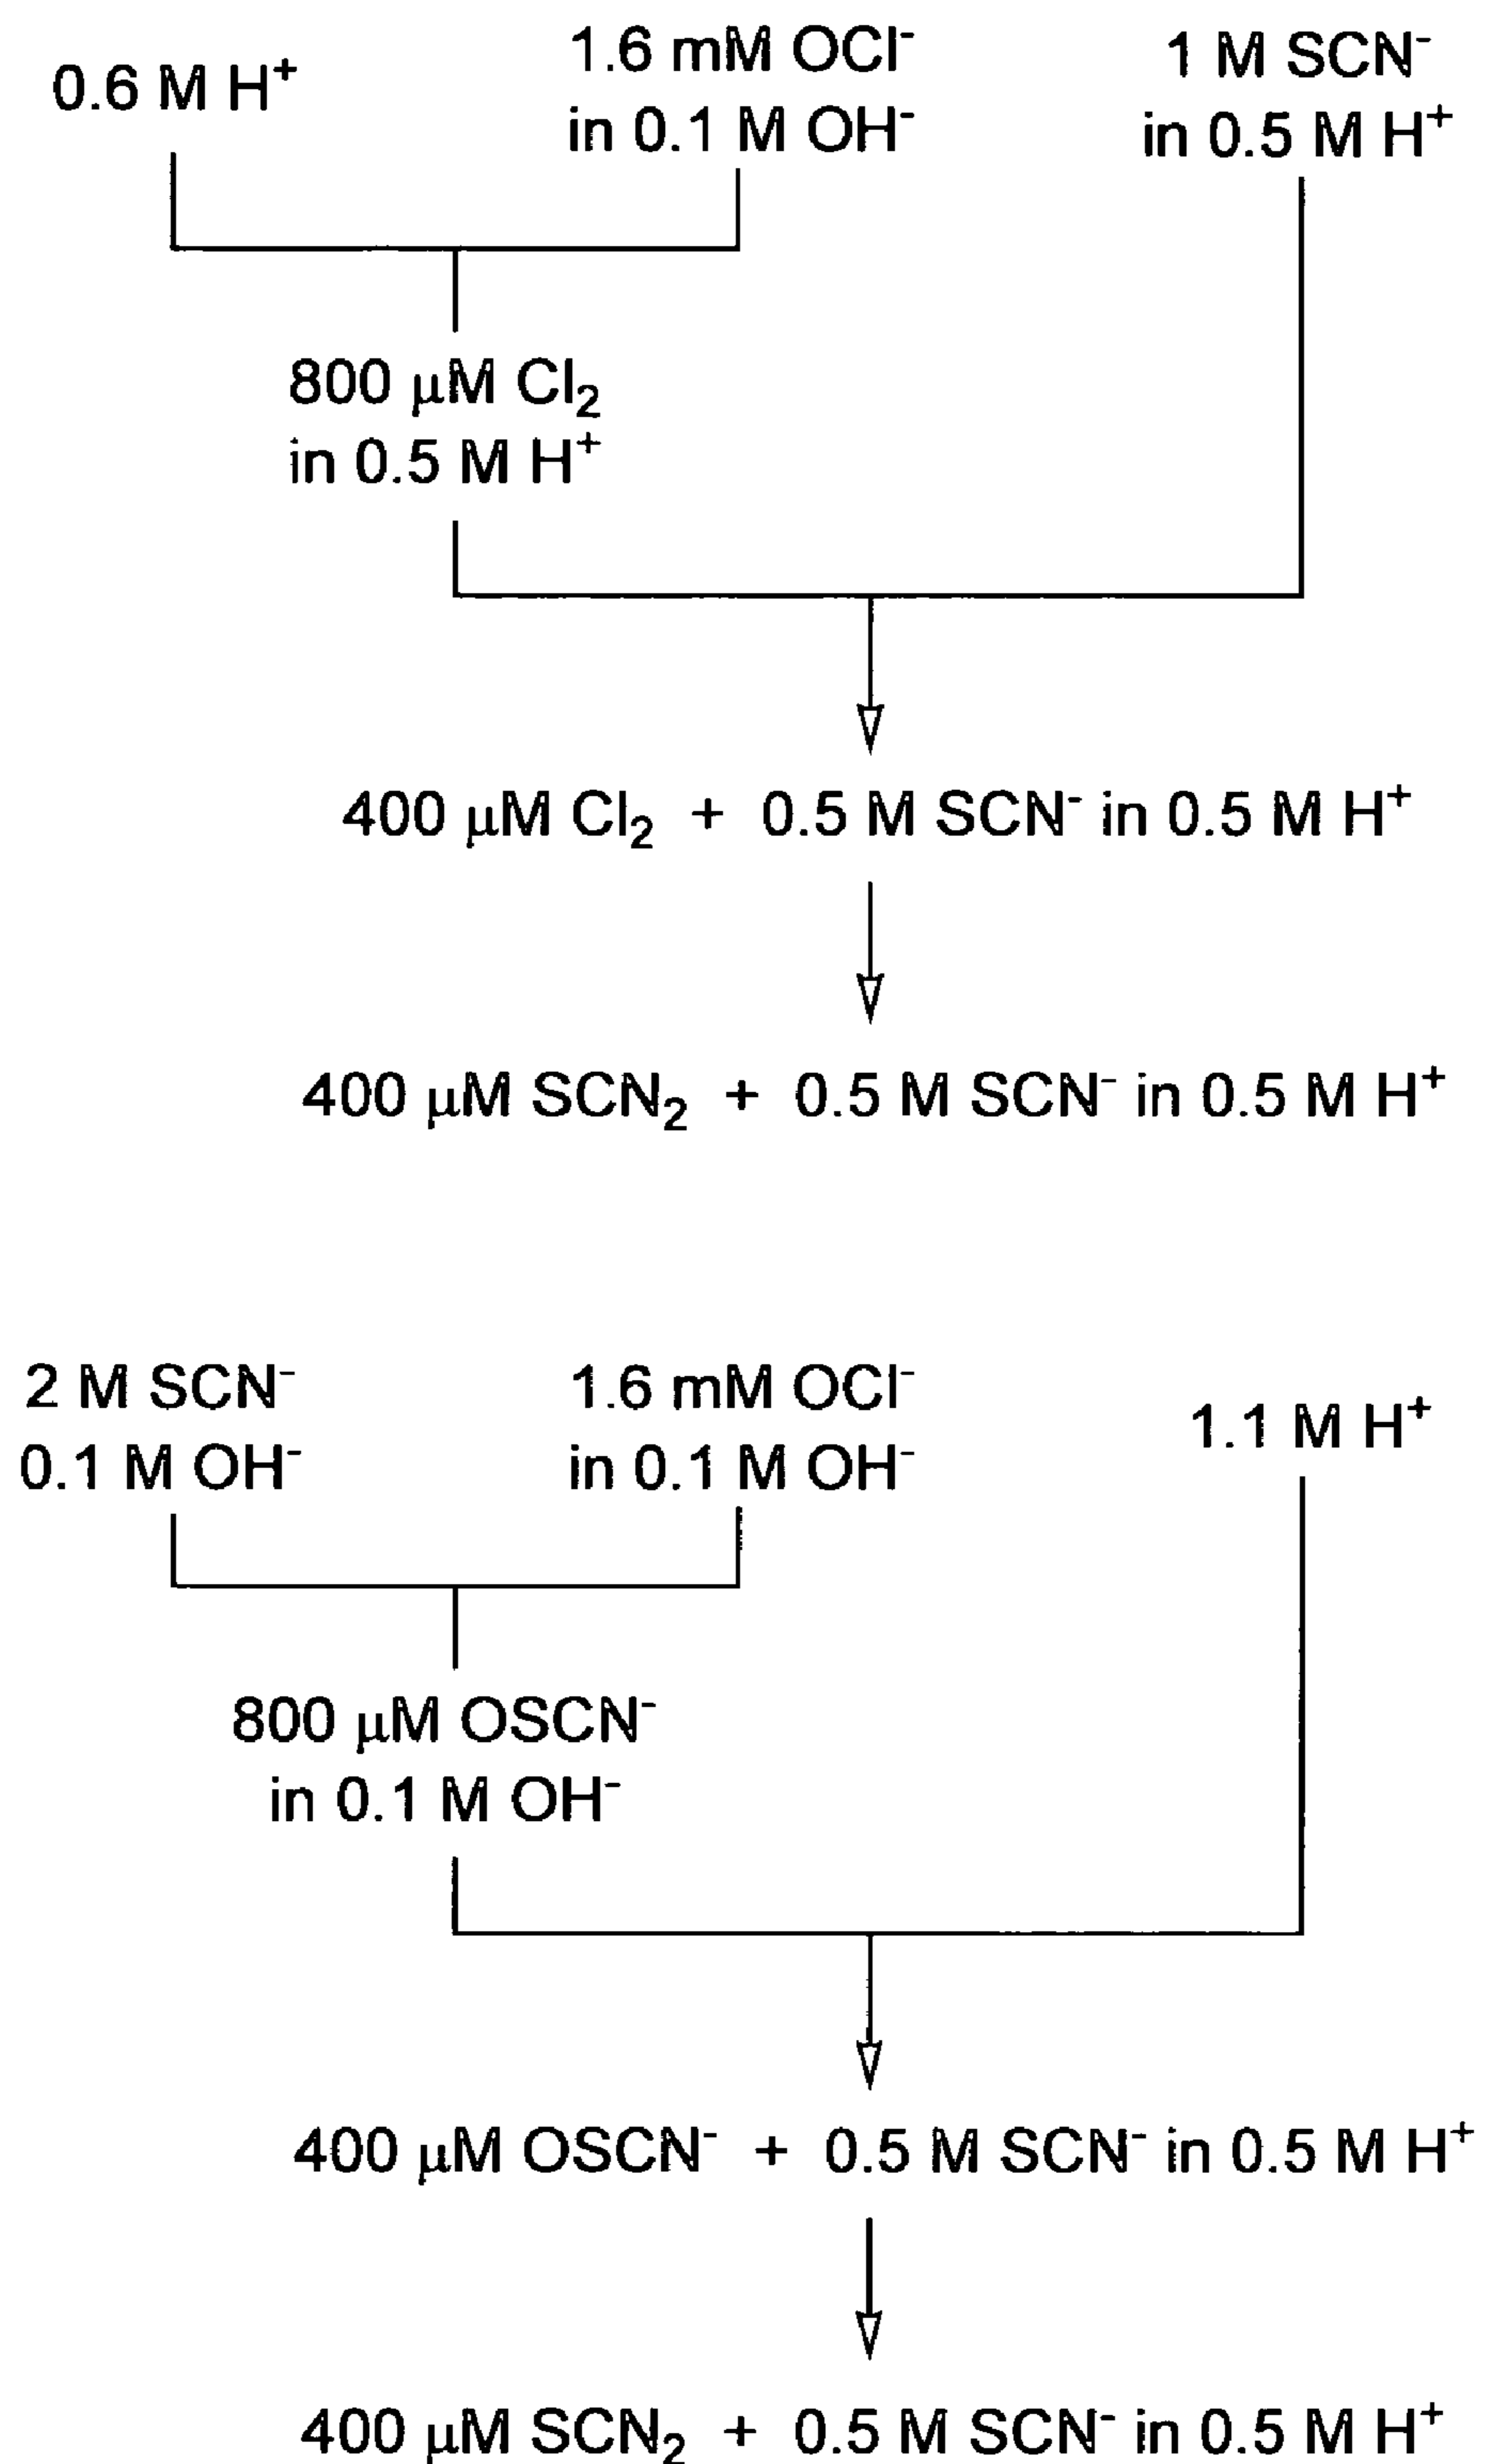 0.6 M H⁺
1.6 mM OCl⁻
in 0.1 M OH⁻
1 M SCN⁻
in 0.5 M H⁺
800 μM Cl₂
in 0.5 M H⁺
400 μM Cl₂ + 0.5 M SCN⁻ in 0.5 M H⁺
400 μM SCN₂ + 0.5 M SCN⁻ in 0.5 M H⁺
2 M SCN⁻
0.1 M OH⁻
1.6 mM OCl⁻
in 0.1 M OH⁻
1.1 M H⁺
800 μM OSCN⁻
in 0.1 M OH⁻
400 μM OSCN⁻ + 0.5 M SCN⁻ in 0.5 M H⁺
400 μM SCN₂ + 0.5 M SCN⁻ in 0.5 M H⁺